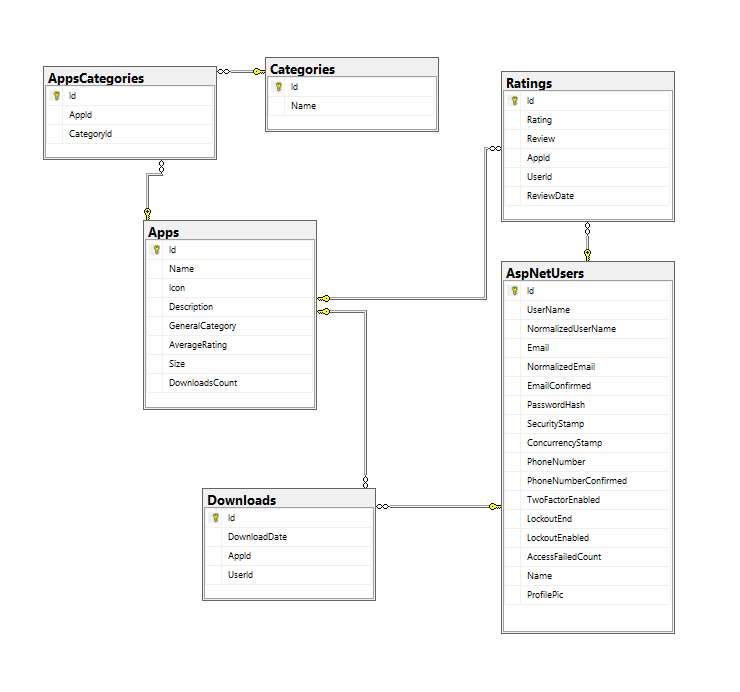 AppsCategories
Id
AppId
CategoryId
Categories
Id
Name
Ratings
Id
Rating
Review
AppId
UserId
ReviewDate
Apps
Id
Name
Icon
Description
GeneralCategory
AverageRating
Size
DownloadsCount
AspNetUsers
Id
UserName
NormalizedUserName
Email
NormalizedEmail
EmailConfirmed
PasswordHash
SecurityStamp
ConcurrencyStamp
PhoneNumber
PhoneNumberConfirmed
TwoFactorEnabled
LockoutEnd
LockoutEnabled
AccessFailedCount
Name
ProfilePic
Downloads
Id
DownloadDate
AppId
UserId